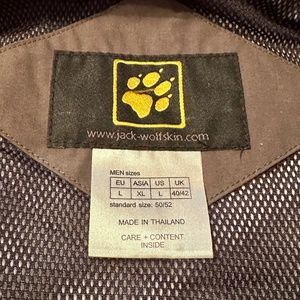 www.jack-wolfskin.com
MEN sizes
EU ASIA US UK
L XL L 40/42
standard size: 50/52
MADE IN THAILAND
CARE + CONTENT
INSIDE